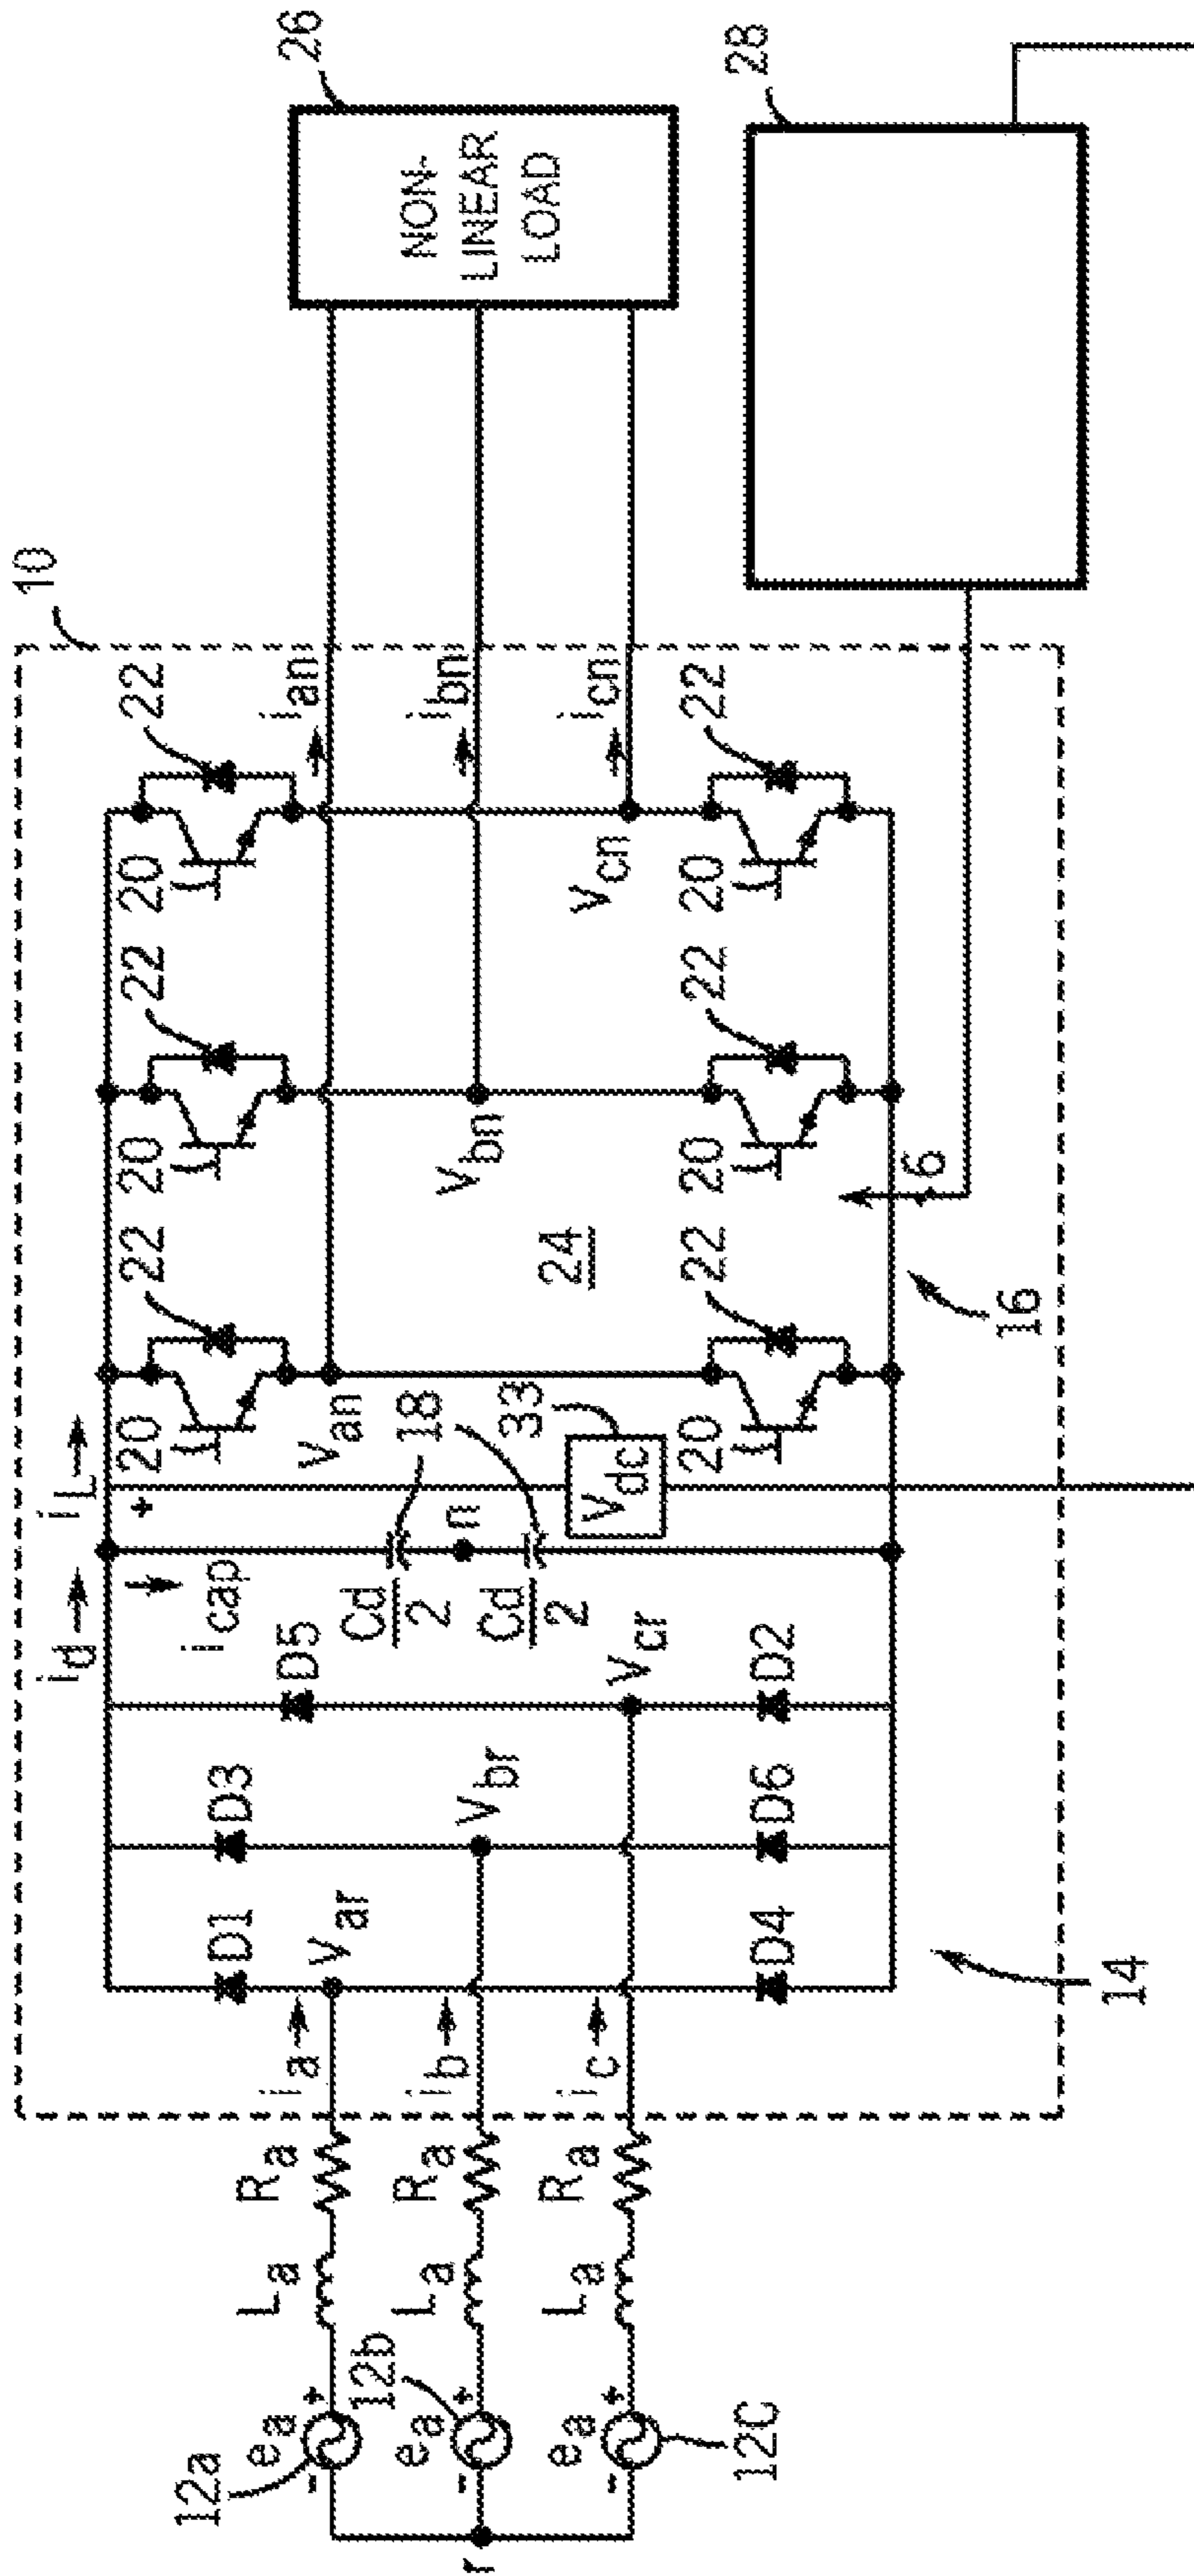 10
26
28
NON-
LINEAR
LOAD
i_d
i_L
+
i_cap
20
22
20
22
20
22
i_an
i_bn
i_cn
D1
D3
D5
V_ar
V_br
V_cr
V_an
V_bn
V_cn
18
n
Cd/2
Cd/2
24
33
V_dc
i_a
i_b
i_c
L_a
R_a
L_a
R_a
L_a
R_a
12a
e_a
- +
12b
e_a
- +
12C
e_a
- +
r
D4
D6
D2
20
22
20
22
20
22
6
14
16